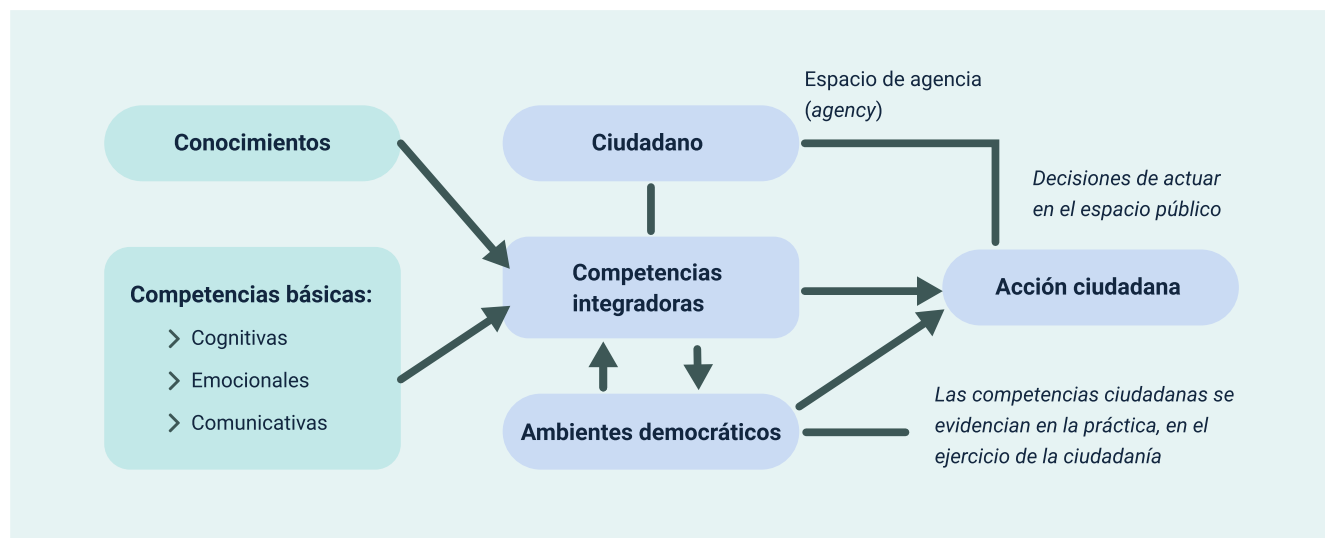 Conocimientos
Competencias básicas:
Cognitivas
Emocionales
Comunicativas
Ciudadano
Competencias
integradoras
Ambientes democráticos
Espacio de agencia
(agency)
Decisiones de actuar
en el espacio público
Acción ciudadana
Las competencias ciudadanas se
evidencian en la práctica, en el
ejercicio de la ciudadanía